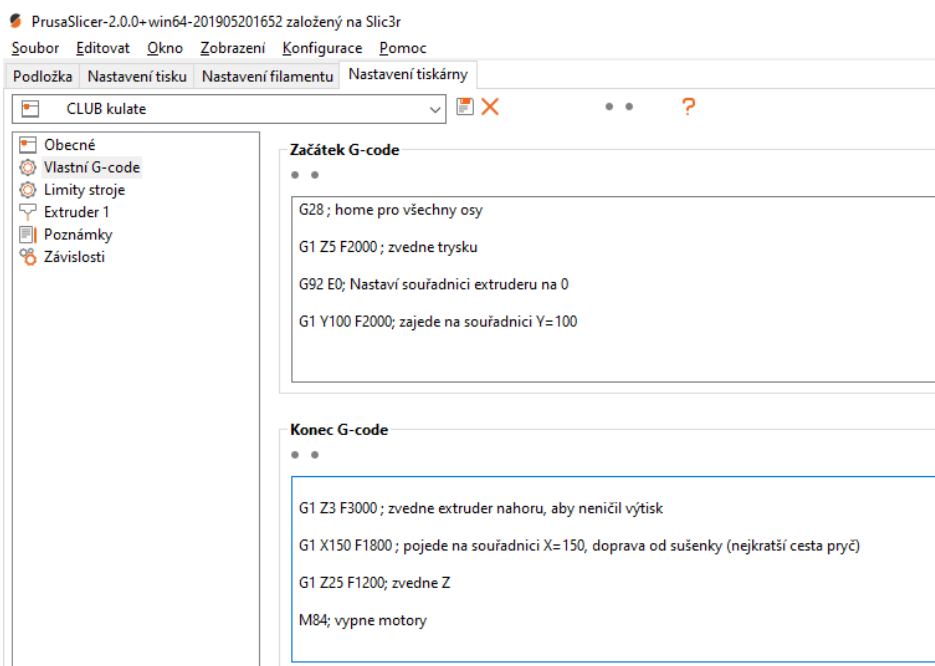 PrusaSlicer-2.0.0+win64-201905201652 založený na Slic3r
Soubor Editovat Okno Zobrazení Konfigurace Pomoc
Podložka Nastavení tisku Nastavení filamentu Nastavení tiskárny
CLUB kulate
?
Obecné
Vlastní G-code
Limity stroje
Extruder 1
Poznámky
Závislosti
Začátek G-code
G28 ; home pro všechny osy
G1 Z5 F2000 ; zvedne trysku
G92 E0; Nastaví souřadnici extruderu na 0
G1 Y100 F2000; zajede na souřadnici Y=100
Konec G-code
G1 Z3 F3000 ; zvedne extruder nahoru, aby neničil výtisk
G1 X150 F1800 ; pojede na souřadnici X=150, doprava od sušenky (nejkratší cesta pryč)
G1 Z25 F1200; zvedne Z
M84; vypne motory